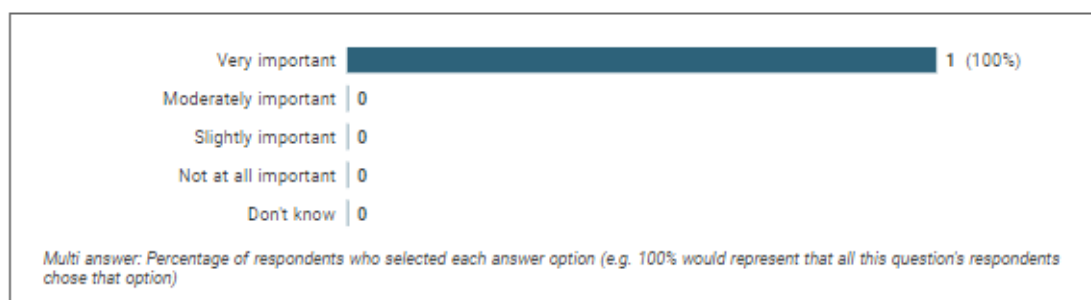 Very important 1 (100%)
Moderately important 0
Slightly important 0
Not at all important 0
Don't know 0
Multi answer: Percentage of respondents who selected each answer option (e.g. 100% would represent that all this question's respondents
chose that option)